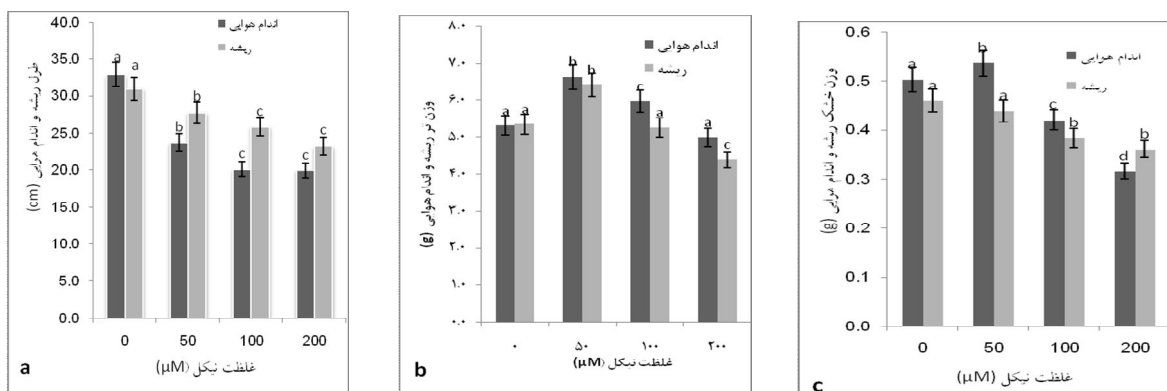 طول ریشه و اندام هوایی (cm)
40.0
35.0
30.0
25.0
20.0
15.0
10.0
5.0
0.0
اندام هوایی
ریشه
a a
b b
c c
c c
0 50 100 200
غلظت نیکل (µM)
a
وزن تر ریشه و اندام هوایی (g)
۸.۰
۷.۰
۶.۰
۵.۰
۴.۰
۳.۰
۲.۰
۱.۰
۰.۰
اندام هوایی
ریشه
a a
b b
c a
a c
۰ ۵۰ ۱۰۰ ۲۰۰
غلظت نیکل (µM)
b
وزن خشک ریشه و اندام هوایی (g)
0.6
0.5
0.4
0.3
0.2
0.1
0.0
اندام هوایی
ریشه
a a
b a
c b
d b
0 50 100 200
غلظت نیکل (µM)
c